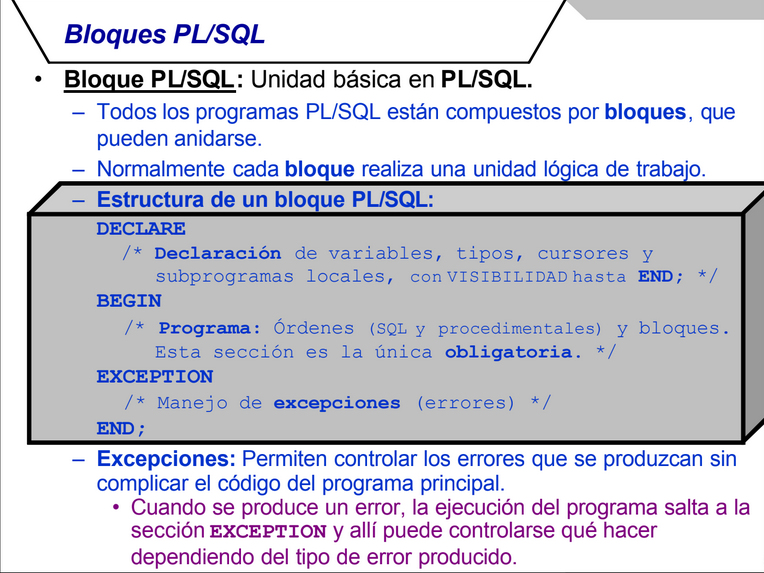 Bloques PL/SQL
• Bloque PL/SQL: Unidad básica en PL/SQL.
– Todos los programas PL/SQL están compuestos por bloques, que
pueden anidarse.
– Normalmente cada bloque realiza una unidad lógica de trabajo.
– Estructura de un bloque PL/SQL:
DECLARE
/* Declaración de variables, tipos, cursores y
subprogramas locales, con VISIBILIDAD hasta END; */
BEGIN
/* Programa: Órdenes (SQL y procedimentales) y bloques.
Esta sección es la única obligatoria. */
EXCEPTION
/* Manejo de excepciones (errores) */
END;
– Excepciones: Permiten controlar los errores que se produzcan sin
complicar el código del programa principal.
• Cuando se produce un error, la ejecución del programa salta a la
sección EXCEPTION y allí puede controlarse qué hacer
dependiendo del tipo de error producido.